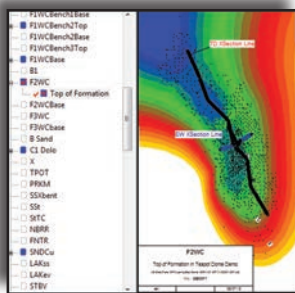 F1WCBench1Base
F1WCBench2Top
F1WCBench2Base
F1WCBench3Top
F1WCBase
B1
F2WC
Top of Formation
F2WCBase
F3WC
F3WCBase
B Sand
C1 Dolo
X
TPOT
PRKM
SSXbent
SSt
StTC
NBRR
FNTR
SNDCu
LAKss
LAKev
STBV
TD XSection Line
SW XSection Line
F2WC
Top of Formation in Teapot Dome Demo